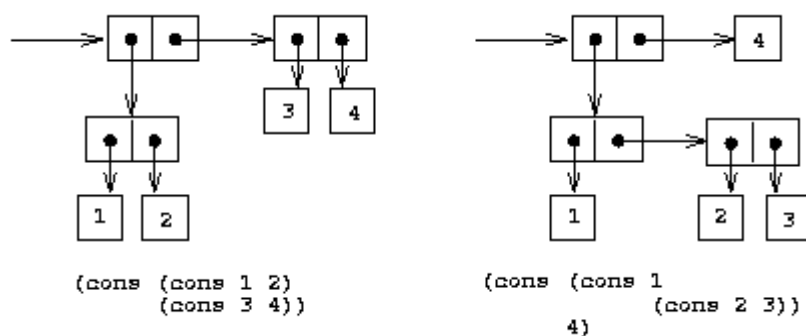 4
3 4
1 2
1 2 3
(cons (cons 1 2)
(cons 3 4))
(cons (cons 1
(cons 2 3))
4)